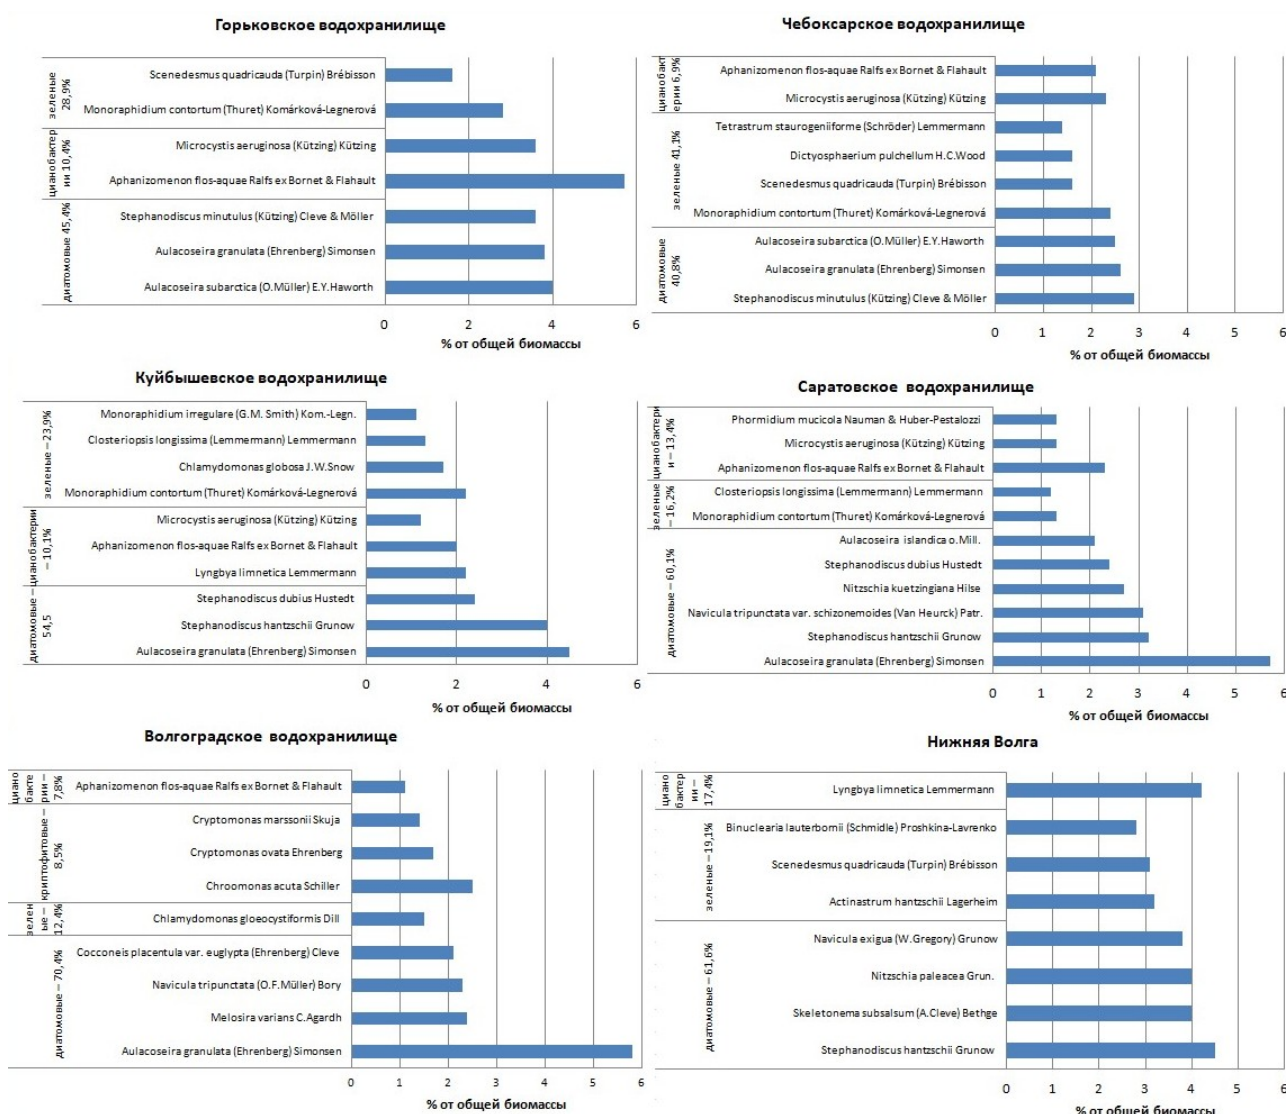 Горьковское водохранилище
зеленые
28,9%
Scenedesmus quadricauda (Turpin) Brébisson
Monoraphidium contortum (Thuret) Komárková-Legnerová
цианобактер
ии 10,4%
Microcystis aeruginosa (Kützing) Kützing
Aphanizomenon flos-aquae Ralfs ex Bornet & Flahault
диатомовые 45,4%
Stephanodiscus minutulus (Kützing) Cleve & Möller
Aulacoseira granulata (Ehrenberg) Simonsen
Aulacoseira subarctica (O.Müller) E.Y.Haworth
0 2 4 6
% от общей биомассы
Чебоксарское водохранилище
цианобакт
ерии 6,9%
Aphanizomenon flos-aquae Ralfs ex Bornet & Flahault
Microcystis aeruginosa (Kützing) Kützing
зеленые 41,1%
Tetrastrum staurogeniiforme (Schröder) Lemmermann
Dictyosphaerium pulchellum H.C.Wood
Scenedesmus quadricauda (Turpin) Brébisson
Monoraphidium contortum (Thuret) Komárková-Legnerová
диатомовые
40,8%
Aulacoseira subarctica (O.Müller) E.Y.Haworth
Aulacoseira granulata (Ehrenberg) Simonsen
Stephanodiscus minutulus (Kützing) Cleve & Möller
0 1 2 3 4 5 6
% от общей биомассы
Куйбышевское водохранилище
зеленые – 23,9%
Monoraphidium irregulare (G.M. Smith) Kom.-Legn.
Closteriopsis longissima (Lemmermann) Lemmermann
Chlamydomonas globosa J.W.Snow
Monoraphidium contortum (Thuret) Komárková-Legnerová
цианобактерии
– 10,1%
Microcystis aeruginosa (Kützing) Kützing
Aphanizomenon flos-aquae Ralfs ex Bornet & Flahault
Lyngbya limnetica Lemmermann
диатомовые –
54,5
Stephanodiscus dubius Hustedt
Stephanodiscus hantzschii Grunow
Aulacoseira granulata (Ehrenberg) Simonsen
0 2 4 6
% от общей биомассы
Саратовское водохранилище
цианобактери
и – 13,4%
Phormidium mucicola Nauman & Huber-Pestalozzi
Microcystis aeruginosa (Kützing) Kützing
Aphanizomenon flos-aquae Ralfs ex Bornet & Flahault
зеленые
– 16,2%
Closteriopsis longissima (Lemmermann) Lemmermann
Monoraphidium contortum (Thuret) Komárková-Legnerová
диатомовые – 60,1%
Aulacoseira islandica o.Mill.
Stephanodiscus dubius Hustedt
Nitzschia kuetzingiana Hilse
Navicula tripunctata var. schizonemoides (Van Heurck) Patr.
Stephanodiscus hantzschii Grunow
Aulacoseira granulata (Ehrenberg) Simonsen
0 1 2 3 4 5 6
% от общей биомассы
Волгоградское водохранилище
циано
бакте
рии –
7,8%
Aphanizomenon flos-aquae Ralfs ex Bornet & Flahault
криптофитовые –
8,5%
Cryptomonas marssonii Skuja
Cryptomonas ovata Ehrenberg
Chroomonas acuta Schiller
зелен
ые –
12,4%
Chlamydomonas gloeocystiformis Dill
диатомовые – 70,4%
Cocconeis placentula var. euglypta (Ehrenberg) Cleve
Navicula tripunctata (O.F.Müller) Bory
Melosira varians C.Agardh
Aulacoseira granulata (Ehrenberg) Simonsen
0 1 2 3 4 5 6
% от общей биомассы
Нижняя Волга
циано
бактер
ии –
17,4%
Lyngbya limnetica Lemmermann
зеленые – 19,1%
Binuclearia lauterbornii (Schmidle) Proshkina-Lavrenko
Scenedesmus quadricauda (Turpin) Brébisson
Actinastrum hantzschii Lagerheim
диатомовые – 61,6%
Navicula exigua (W.Gregory) Grunow
Nitzschia paleacea Grun.
Skeletonema subsalsum (A.Cleve) Bethge
Stephanodiscus hantzschii Grunow
0 1 2 3 4 5 6
% от общей биомассы